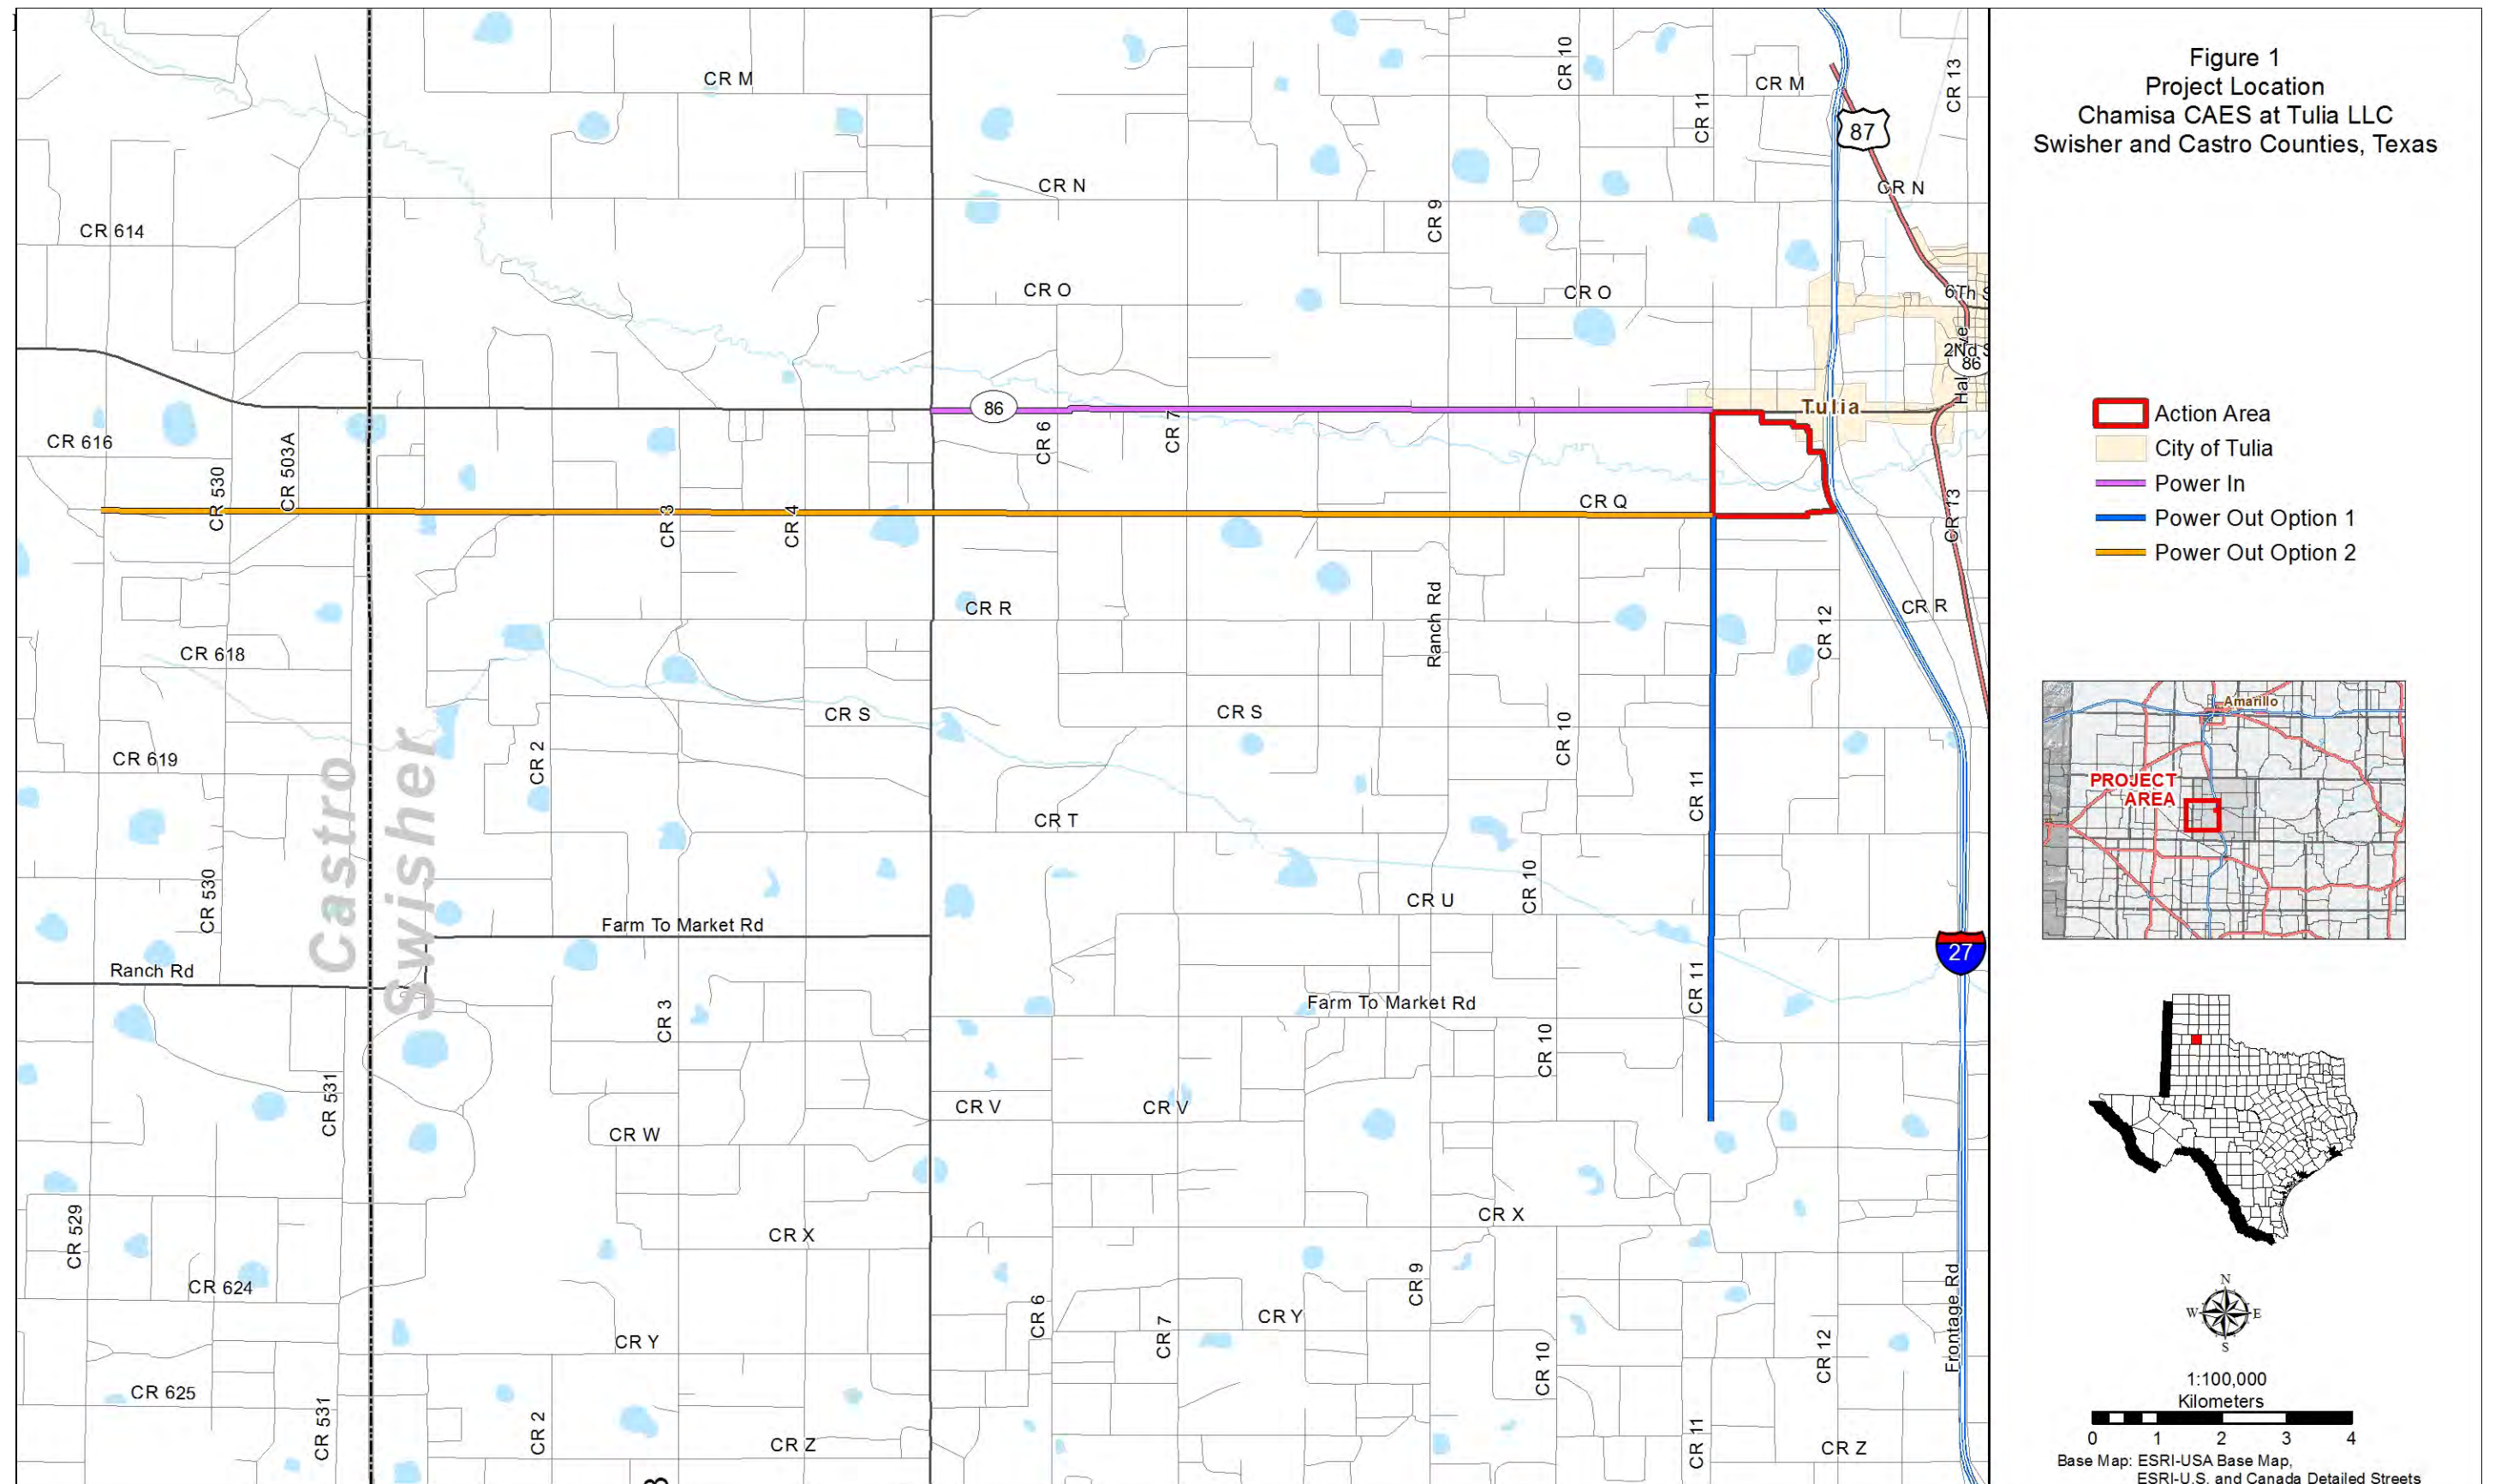 Figure 1
Project Location
Chamisa CAES at Tulia LLC
Swisher and Castro Counties, Texas
Action Area
City of Tulia
Power In
Power Out Option 1
Power Out Option 2
Amarillo
PROJECT
AREA
N
W
E
S
1:100,000
Kilometers
0 1 2 3 4
Base Map: ESRI-USA Base Map,
ESRI-U.S. and Canada Detailed Streets
CR M
CR 10
CR 11
CR M
CR 13
87
CR N
CR N
CR 9
CR 614
CR O
CR O
6Th S
2Nd S
86
Tulia
86
CR 616
CR 530
CR 503A
CR 3
CR 4
CR 6
CR 7
CR Q
CR 13
CR R
Ranch Rd
CR 12
CR R
CR 618
CR S
CR S
CR 10
CR 619
CR 2
Castro
Swisher
CR T
CR 11
CR 530
CR U
CR 10
Farm To Market Rd
27
Ranch Rd
CR 3
Farm To Market Rd
CR 11
CR 10
CR 531
CR V
CR V
CR W
CR 529
CR X
CR X
CR 624
CR 6
CR 7
CR Y
CR 9
CR Y
CR 10
CR 12
Frontage Rd
CR 625
CR 531
CR 2
CR Z
CR 11
CR Z